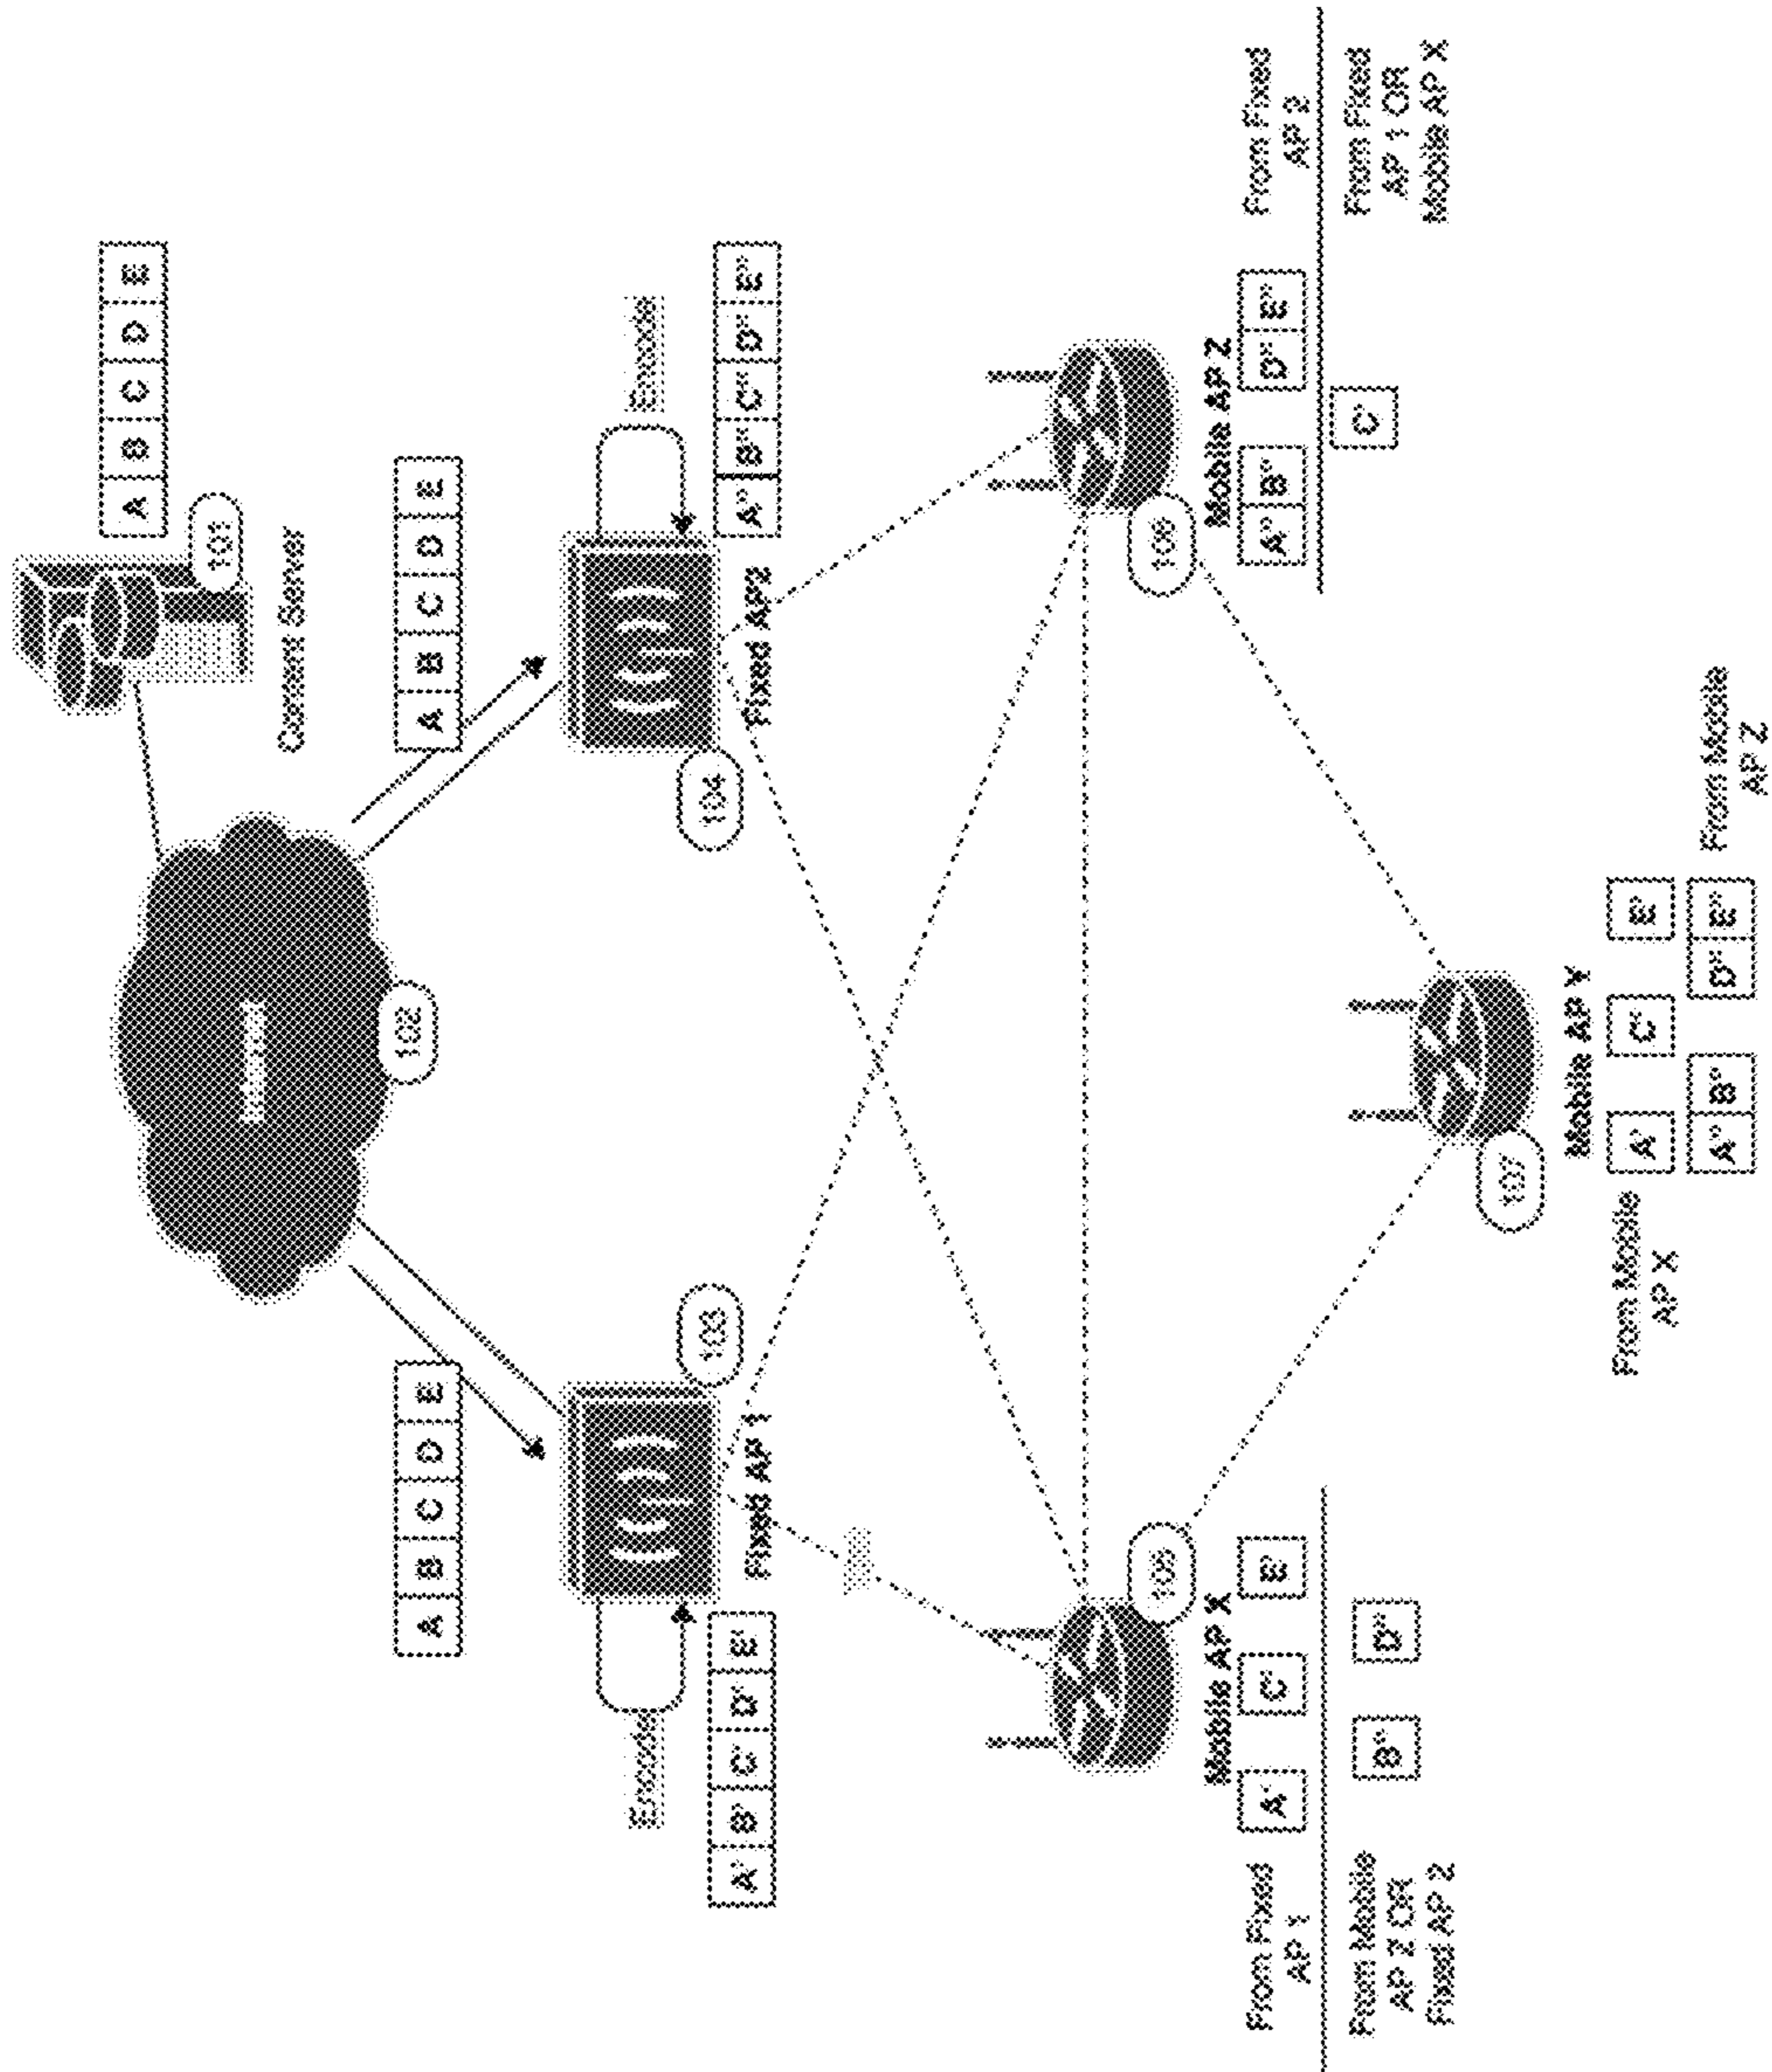 A B C D E
101
Content Server
102
A B C D E
A B C D E
Encode
Encode
103
104
A' B' C' D' E'
A'' B'' C'' D'' E''
Fixed AP 1
Fixed AP2
105
106
Mobile AP X
Mobile AP Z
From Fixed
AP 1
A' C' E'
A'' B'' D'' E''
From Fixed
AP 2
From Mobile
AP Z OR
Fixed AP 2
B'' D''
C'
From Fixed
AP 1 OR
Mobile AP X
107
Mobile AP Y
From Mobile
AP X
A' C' E'
A'' B'' D'' E''
From Mobile
AP Z